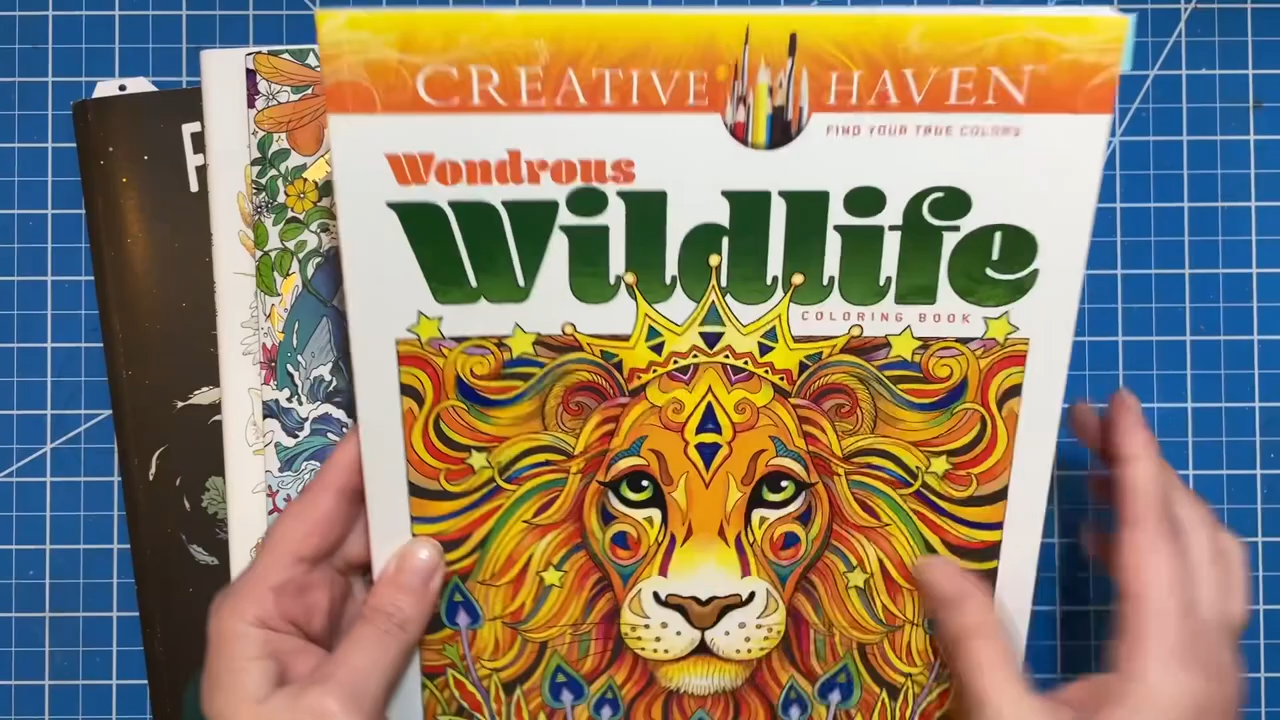 CREATIVE HAVEN
FIND YOUR TRUE COLORS
Wondrous
Wildlife
COLORING BOOK
F